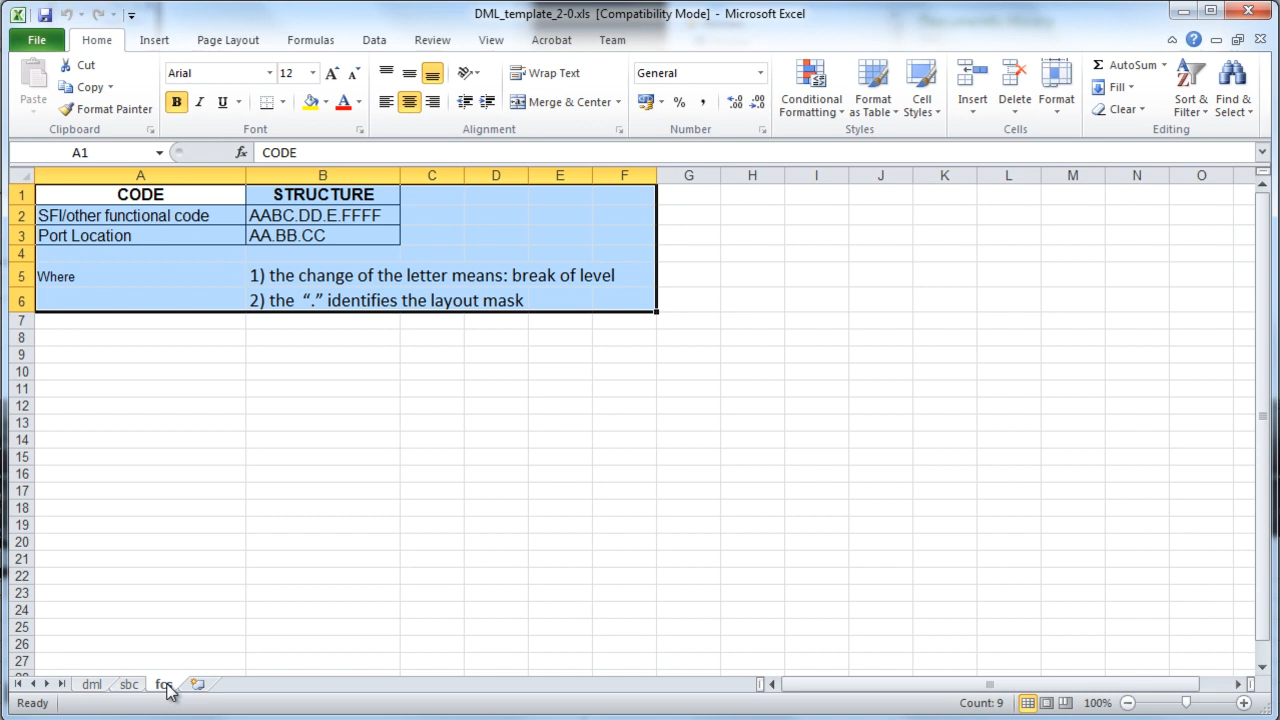 DML_template_2-0.xls [Compatibility Mode] - Microsoft Excel
File Home Insert Page Layout Formulas Data Review View Acrobat Team
Paste
Cut
Copy
Format Painter
Clipboard
Arial 12
B I U
Font
Wrap Text
Merge & Center
Alignment
General
% ,
Number
Conditional Formatting
Format as Table
Cell Styles
Styles
Insert Delete Format
Cells
Σ AutoSum
Fill
Clear
Sort & Filter
Find & Select
Editing
A1 fx CODE
A B C D E F G H I J K L M N O
1 CODE STRUCTURE
2 SFI/other functional code AABC.DD.E.FFFF
3 Port Location AA.BB.CC
4
5 Where 1) the change of the letter means: break of level
6 2) the “.” identifies the layout mask
7
8
9
10
11
12
13
14
15
16
17
18
19
20
21
22
23
24
25
26
27
dml sbc
Ready Count: 9 100%